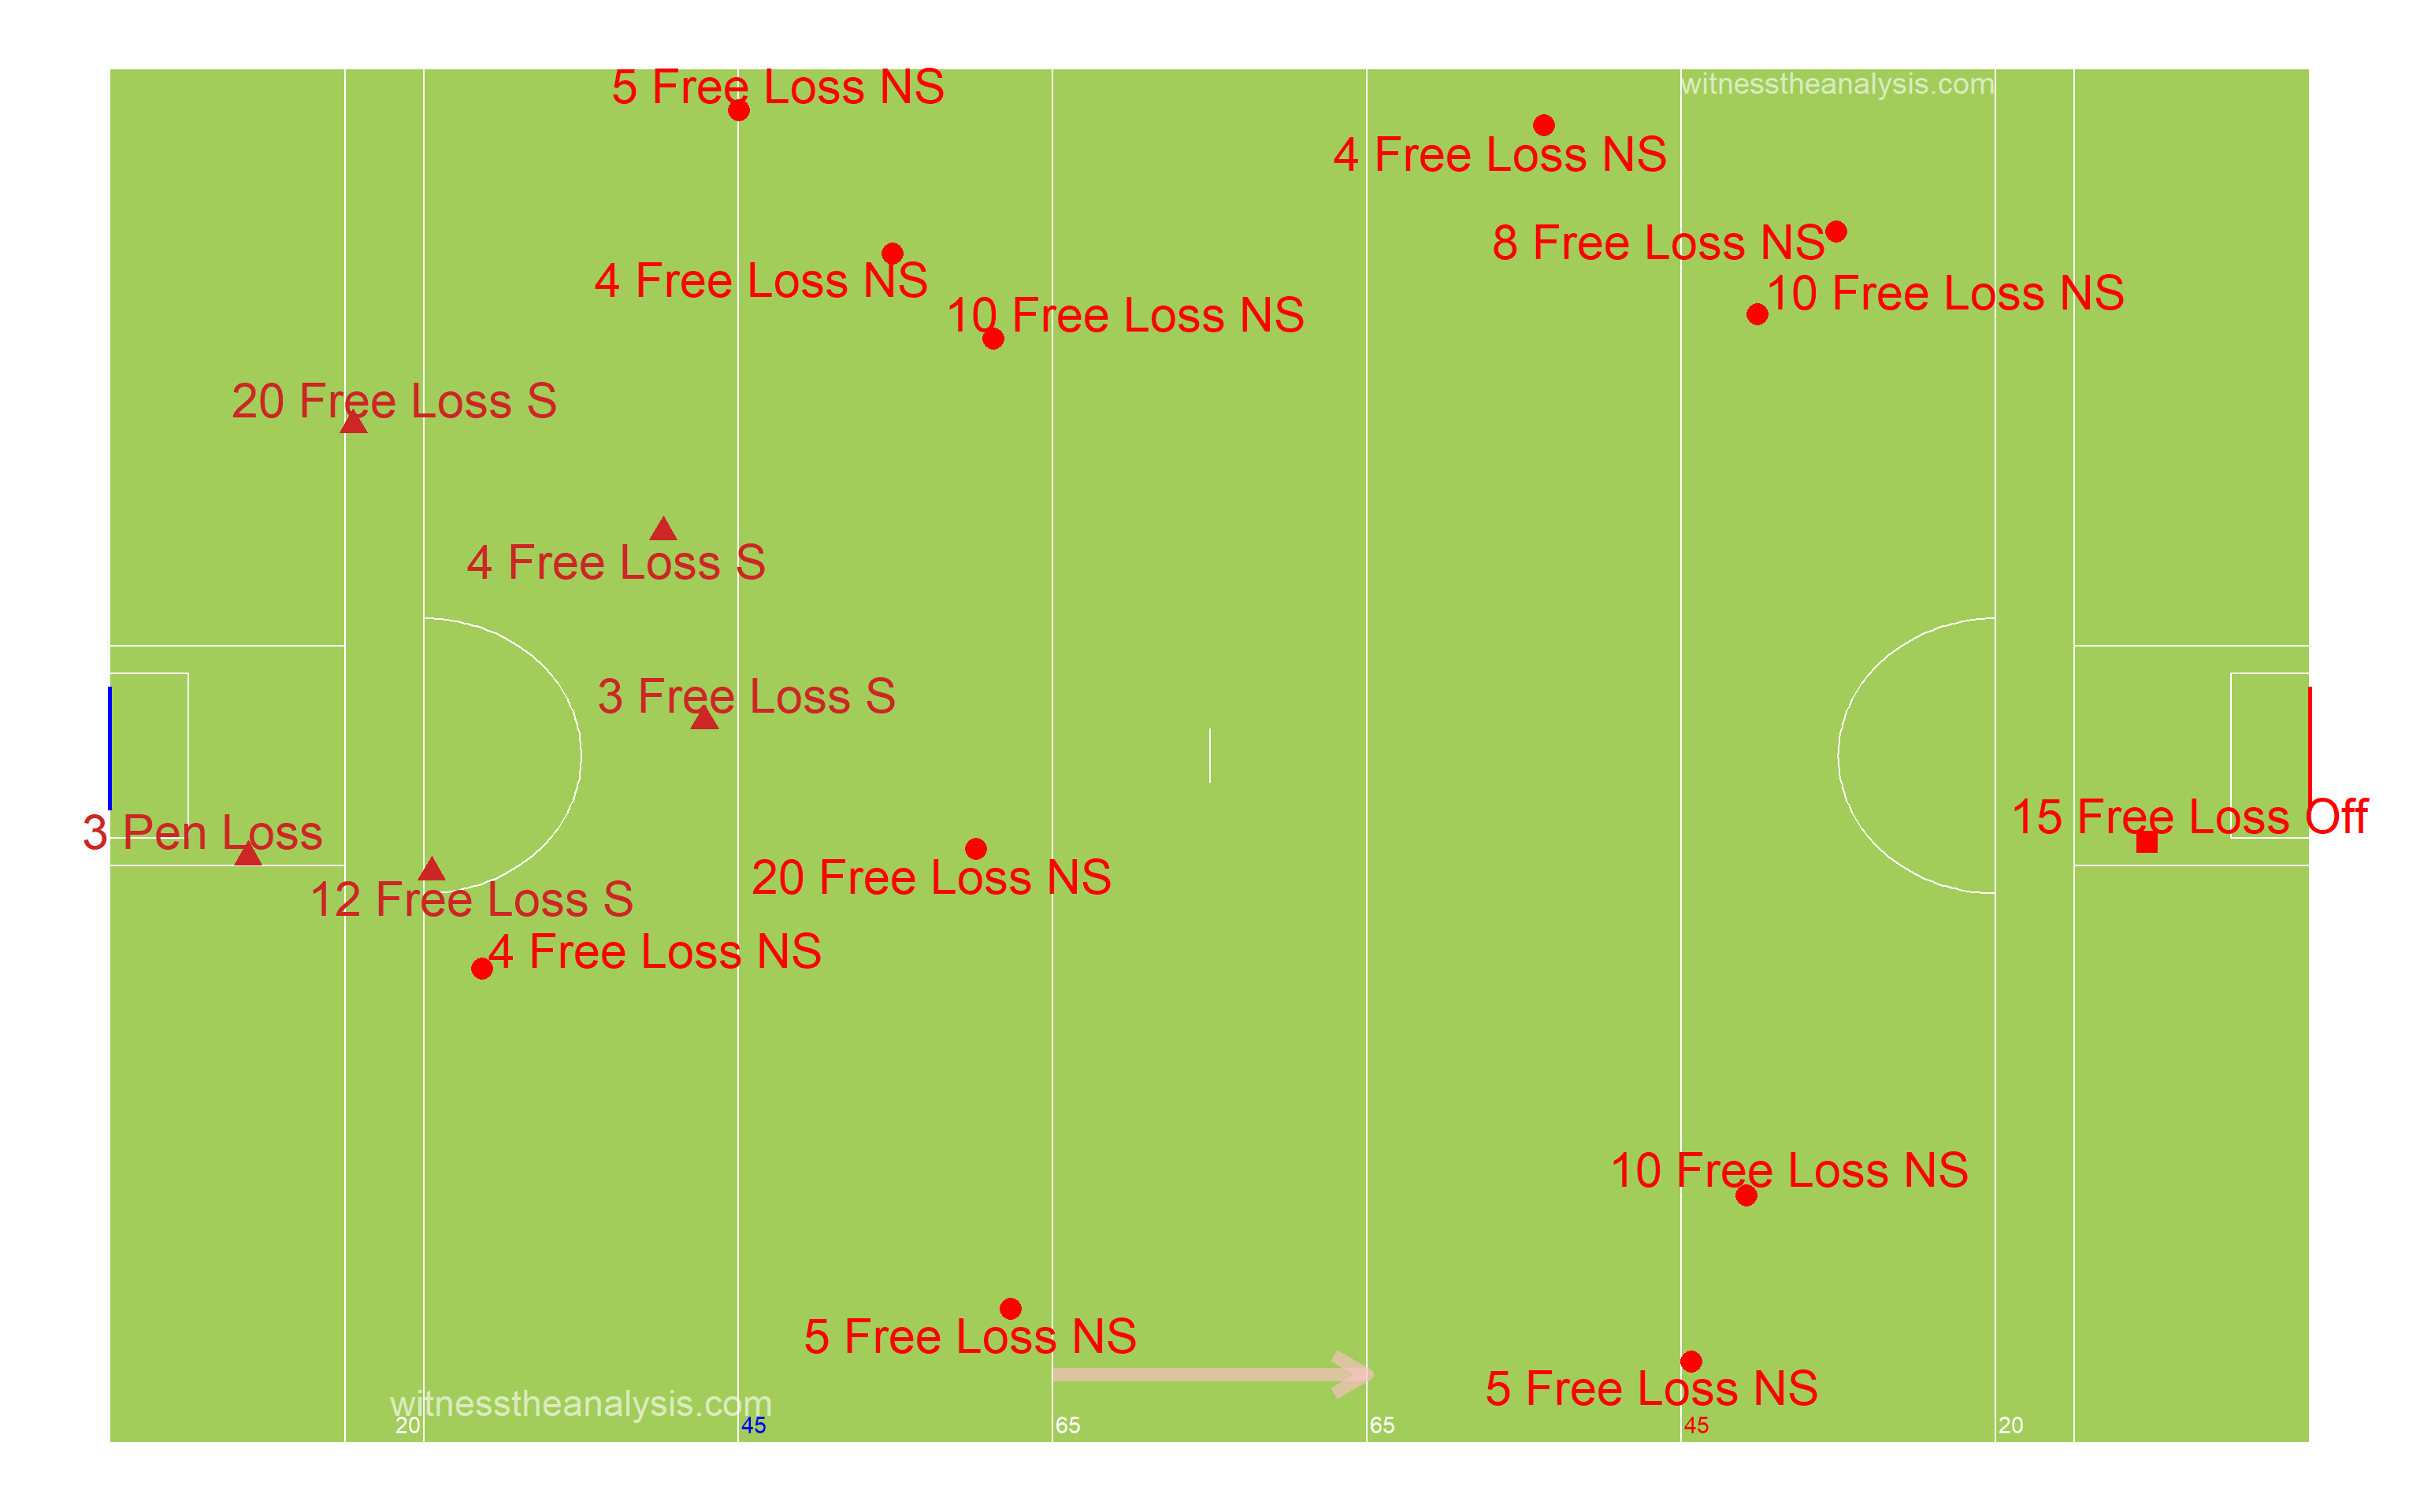 5 Free Loss NS
witnesstheanalysis.com
4 Free Loss NS
8 Free Loss NS
4 Free Loss NS
10 Free Loss NS
10 Free Loss NS
20 Free Loss S
4 Free Loss S
3 Free Loss S
15 Free Loss Off
3 Pen Loss
20 Free Loss NS
12 Free Loss S
4 Free Loss NS
10 Free Loss NS
5 Free Loss NS
5 Free Loss NS
witnesstheanalysis.com
20
45
65
65
45
20